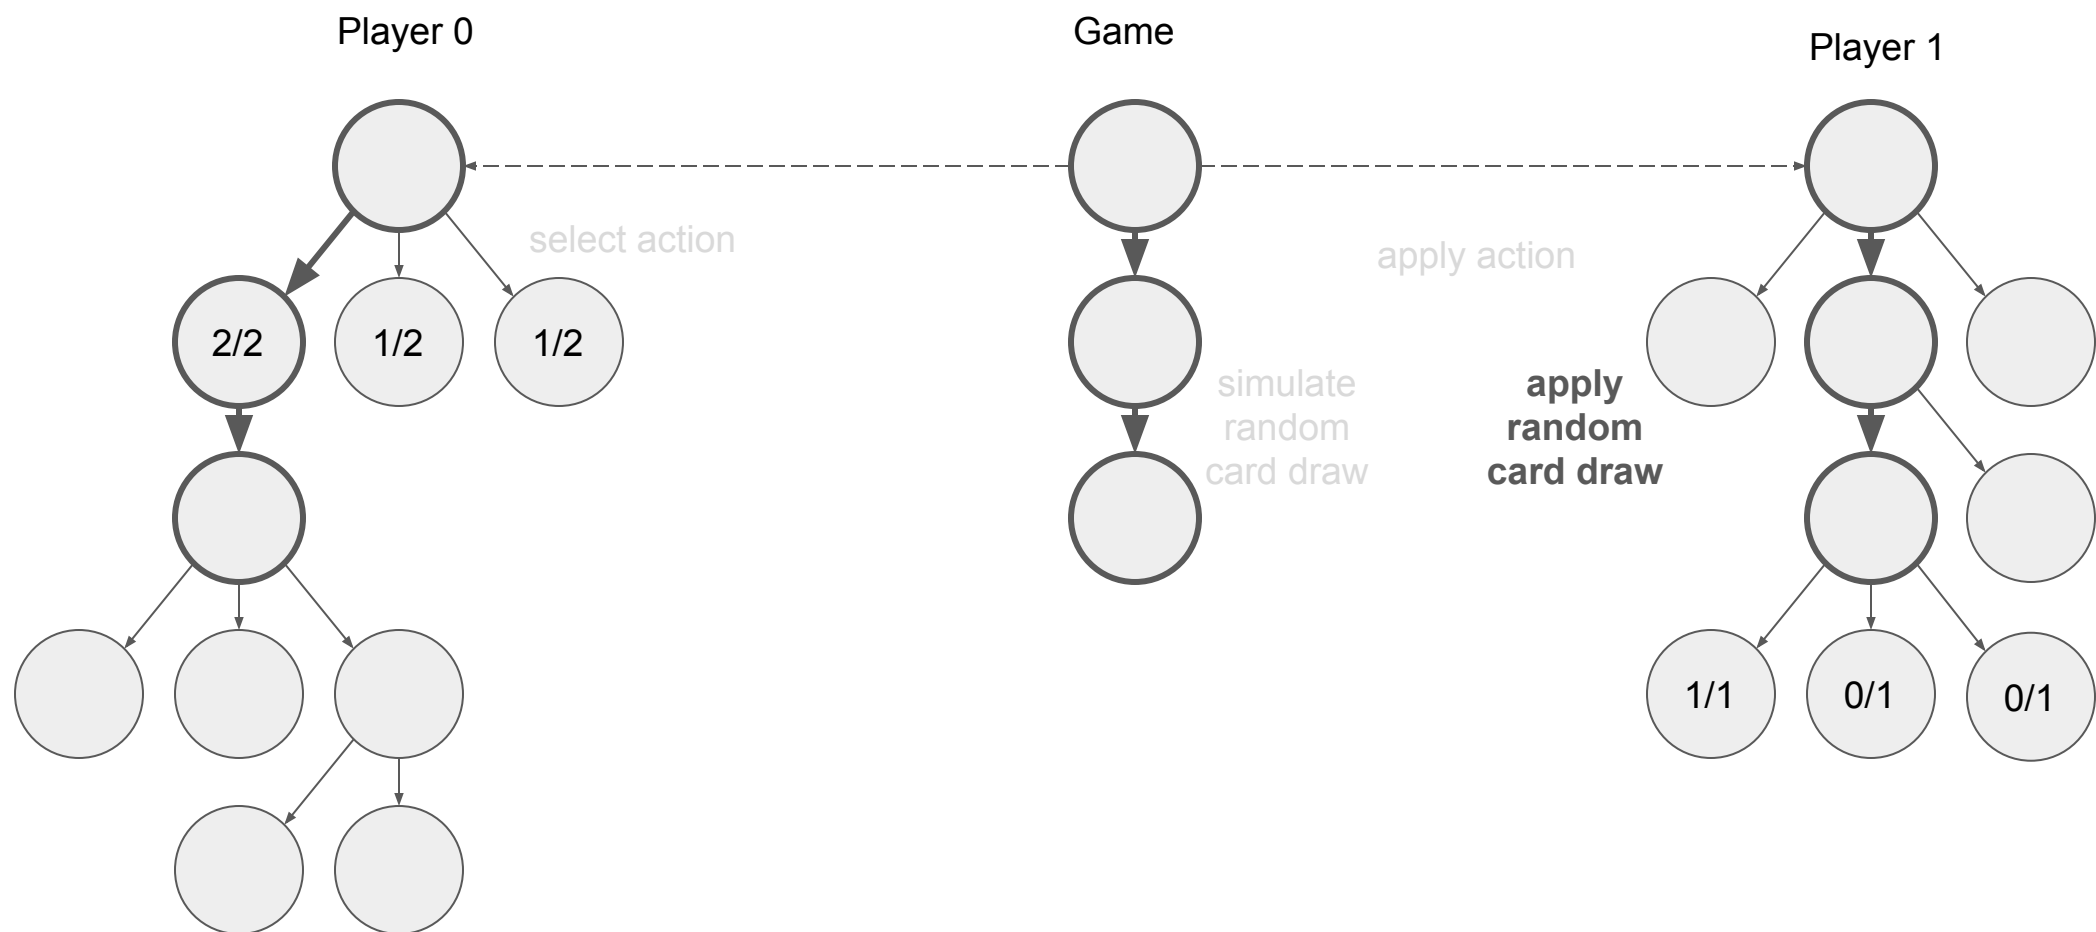 Player 0
Game
Player 1
select action
apply action
2/2
1/2
1/2
simulate
random
card draw
apply
random
card draw
1/1
0/1
0/1